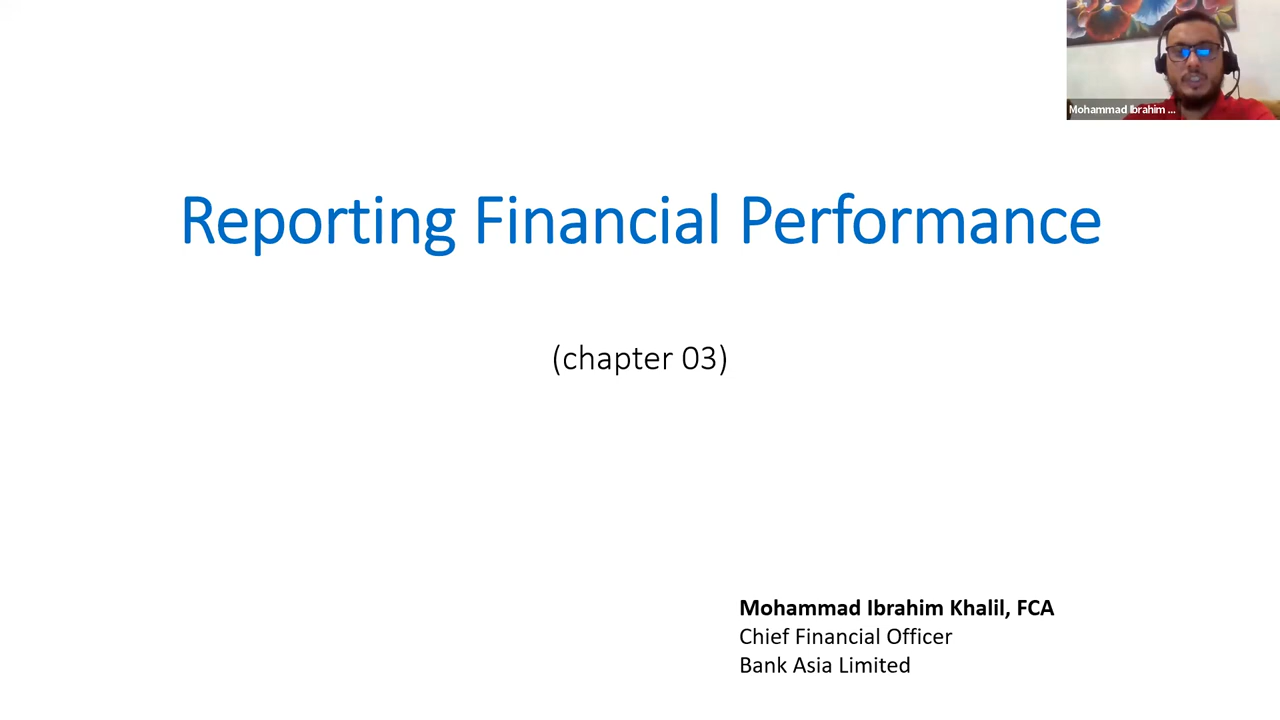 Mohammad Ibrahim ...
Reporting Financial Performance
(chapter 03)
Mohammad Ibrahim Khalil, FCA
Chief Financial Officer
Bank Asia Limited